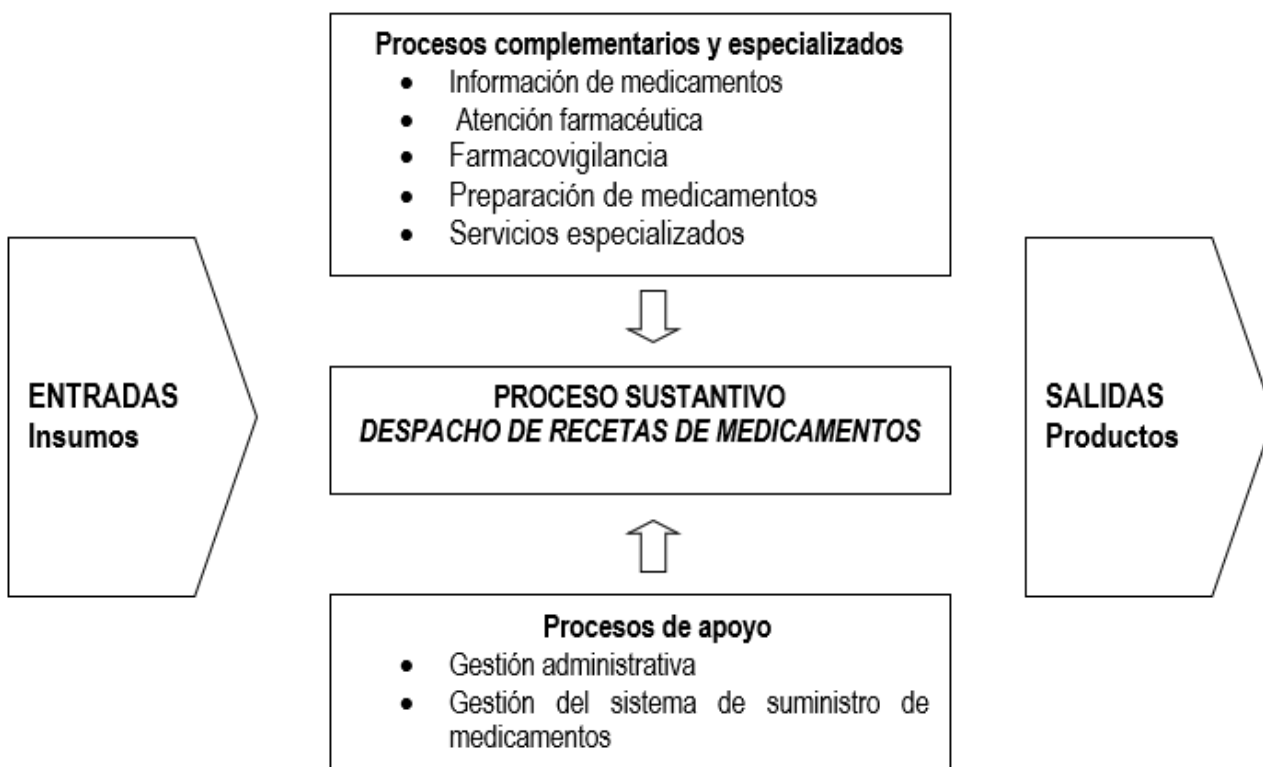 Procesos complementarios y especializados
• Información de medicamentos
• Atención farmacéutica
• Farmacovigilancia
• Preparación de medicamentos
• Servicios especializados
ENTRADAS
Insumos
PROCESO SUSTANTIVO
DESPACHO DE RECETAS DE MEDICAMENTOS
SALIDAS
Productos
Procesos de apoyo
• Gestión administrativa
• Gestión del sistema de suministro de
medicamentos